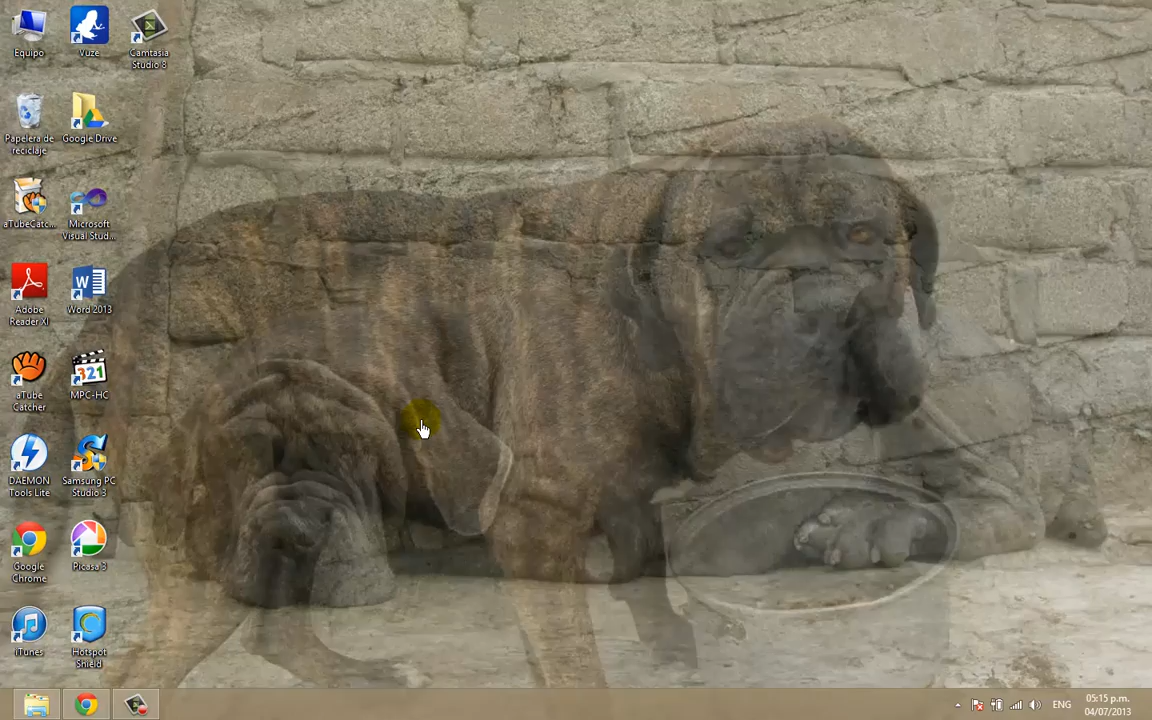 Equipo
Vuze
Camtasia
Studio 8
Papelera de
reciclaje
Google Drive
aTubeCatc...
Microsoft
Visual Stud...
Adobe
Reader XI
Word 2013
aTube
Catcher
321
MPC-HC
DAEMON
Tools Lite
Samsung PC
Studio 3
Google
Chrome
Picasa 3
iTunes
Hotspot
Shield
ENG
05:15 p.m.
04/07/2013